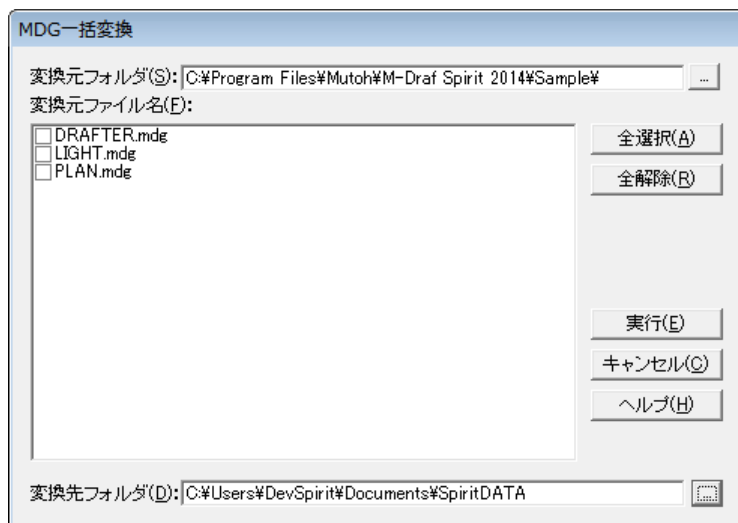 MDG一括変換
変換元フォルダ(S): C:¥Program Files¥Mutoh¥M-Draf Spirit 2014¥Sample¥ ...
変換元ファイル名(F):
DRAFTER.mdg
LIGHT.mdg
PLAN.mdg
全選択(A)
全解除(R)
実行(E)
キャンセル(C)
ヘルプ(H)
変換先フォルダ(D): C:¥Users¥DevSpirit¥Documents¥SpiritDATA ...